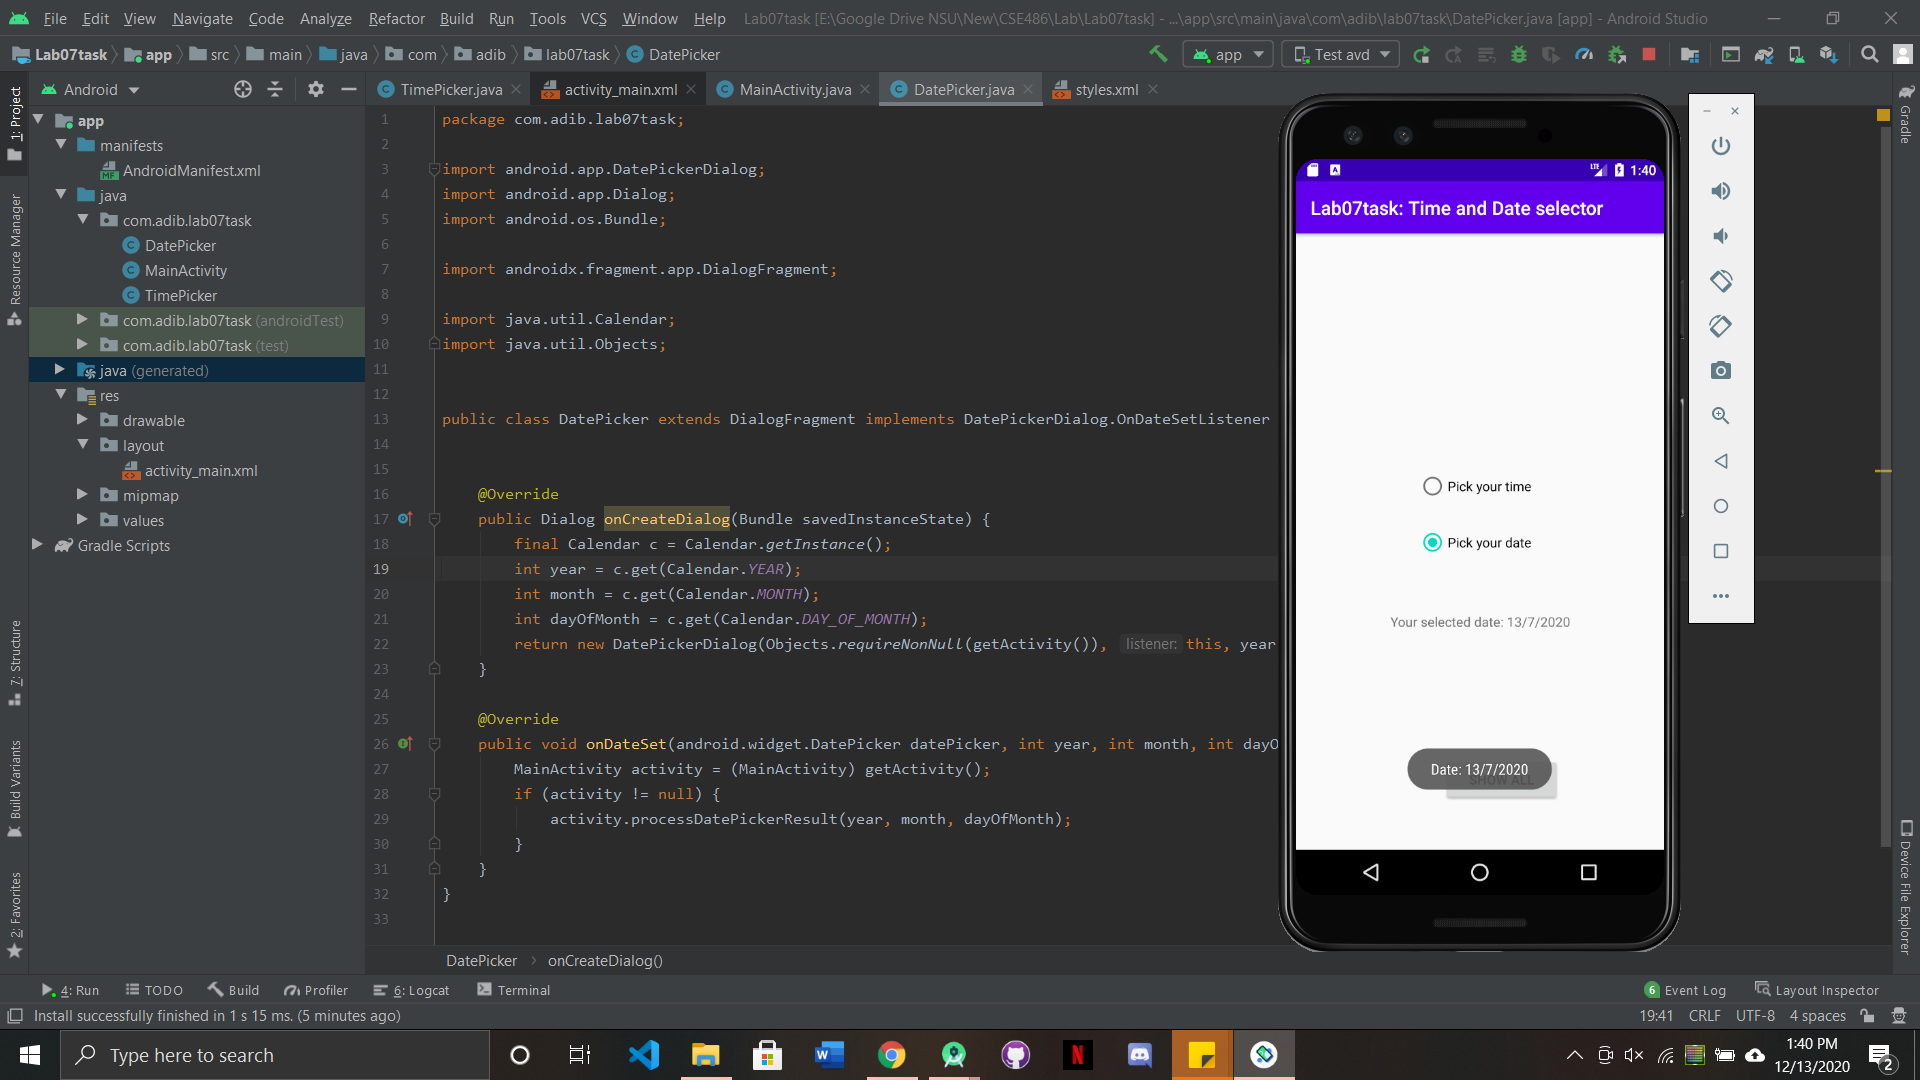 File Edit View Navigate Code Analyze Refactor Build Run Tools VCS Window Help Lab07task [E:\Google Drive NSU\New\CSE486\Lab\Lab07task] - ...\app\src\main\java\com\adib\lab07task\DatePicker.java [app] - Android Studio
Lab07task app src main java com adib lab07task DatePicker app Test avd
Android TimePicker.java activity_main.xml MainActivity.java DatePicker.java styles.xml
1: Project
Resource Manager
7: Structure
Build Variants
2: Favorites
app
manifests
AndroidManifest.xml
java
com.adib.lab07task
DatePicker
MainActivity
TimePicker
com.adib.lab07task (androidTest)
com.adib.lab07task (test)
java (generated)
res
drawable
layout
activity_main.xml
mipmap
values
Gradle Scripts
1 package com.adib.lab07task;
2
3 import android.app.DatePickerDialog;
4 import android.app.Dialog;
5 import android.os.Bundle;
6
7 import androidx.fragment.app.DialogFragment;
8
9 import java.util.Calendar;
10 import java.util.Objects;
11
12
13 public class DatePicker extends DialogFragment implements DatePickerDialog.OnDateSetListener
14
15
16 @Override
17 public Dialog onCreateDialog(Bundle savedInstanceState) {
18 final Calendar c = Calendar.getInstance();
19 int year = c.get(Calendar.YEAR);
20 int month = c.get(Calendar.MONTH);
21 int dayOfMonth = c.get(Calendar.DAY_OF_MONTH);
22 return new DatePickerDialog(Objects.requireNonNull(getActivity()), listener: this, year
23 }
24
25 @Override
26 public void onDateSet(android.widget.DatePicker datePicker, int year, int month, int dayO
27 MainActivity activity = (MainActivity) getActivity();
28 if (activity != null) {
29 activity.processDatePickerResult(year, month, dayOfMonth);
30 }
31 }
32 }
33
DatePicker onCreateDialog()
LTE 1:40
Lab07task: Time and Date selector
Pick your time
Pick your date
Your selected date: 13/7/2020
Date: 13/7/2020
SHOW ALL
Gradle
Device File Explorer
4: Run TODO Build Profiler 6: Logcat Terminal 6 Event Log Layout Inspector
Install successfully finished in 1 s 15 ms. (5 minutes ago) 19:41 CRLF UTF-8 4 spaces
Type here to search
1:40 PM
12/13/2020
2